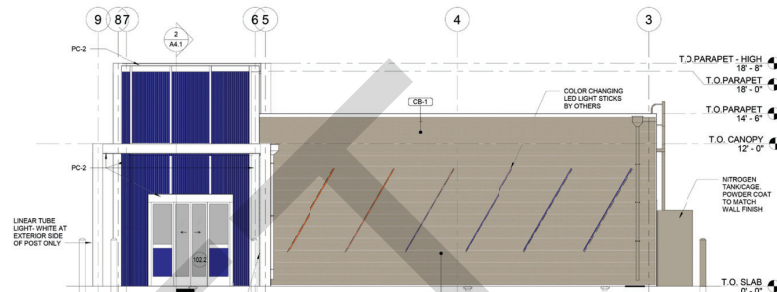 9
8
7
6
5
4
3
2
A4.1
PC-2
T.O.PARAPET - HIGH
18' - 8"
T.O.PARAPET
18' - 0"
CB-1
COLOR CHANGING
LED LIGHT STICKS
BY OTHERS
T.O.PARAPET
14' - 6"
T.O. CANOPY
12' - 0"
PC-2
NITROGEN
TANK/CAGE.
POWDER COAT
TO MATCH
WALL FINISH
LINEAR TUBE
LIGHT- WHITE AT
EXTERIOR SIDE
OF POST ONLY
102.2
T.O. SLAB
0' - 0"